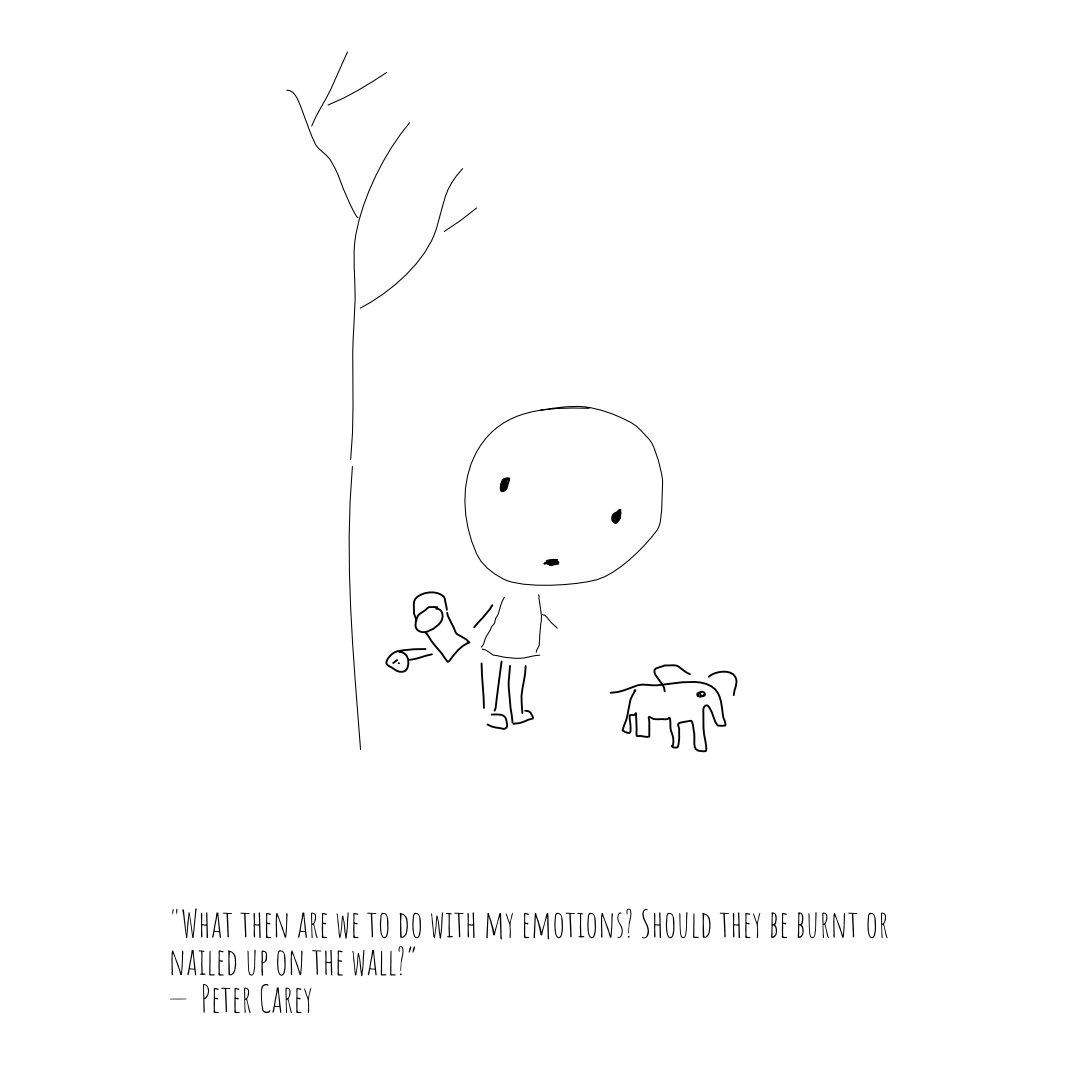 "What then are we to do with my emotions? Should they be burnt or
nailed up on the wall?”
— Peter Carey